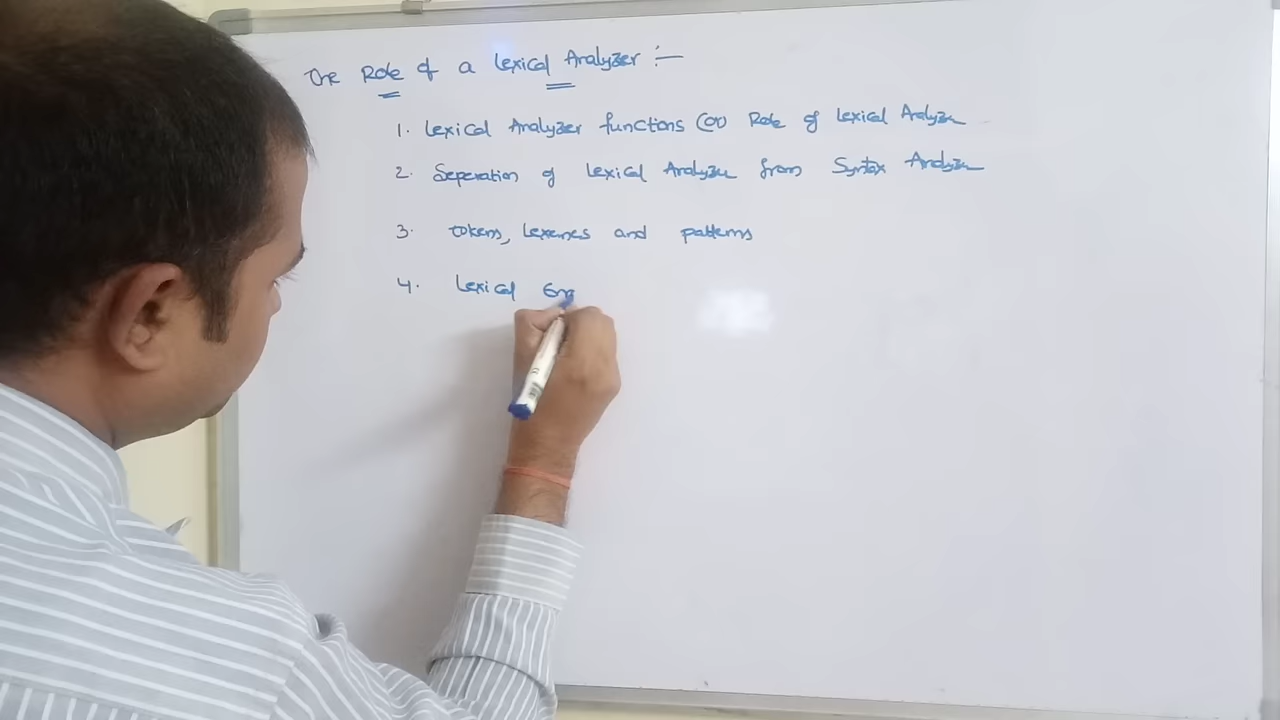 The Role of a Lexical Analyzer :-
1. Lexical Analyzer functions (or) Role of Lexical Analyzer
2. Seperation of Lexical Analyzer from Syntax Analyzer
3. tokens, Lexemes and patterns
4. Lexical Err